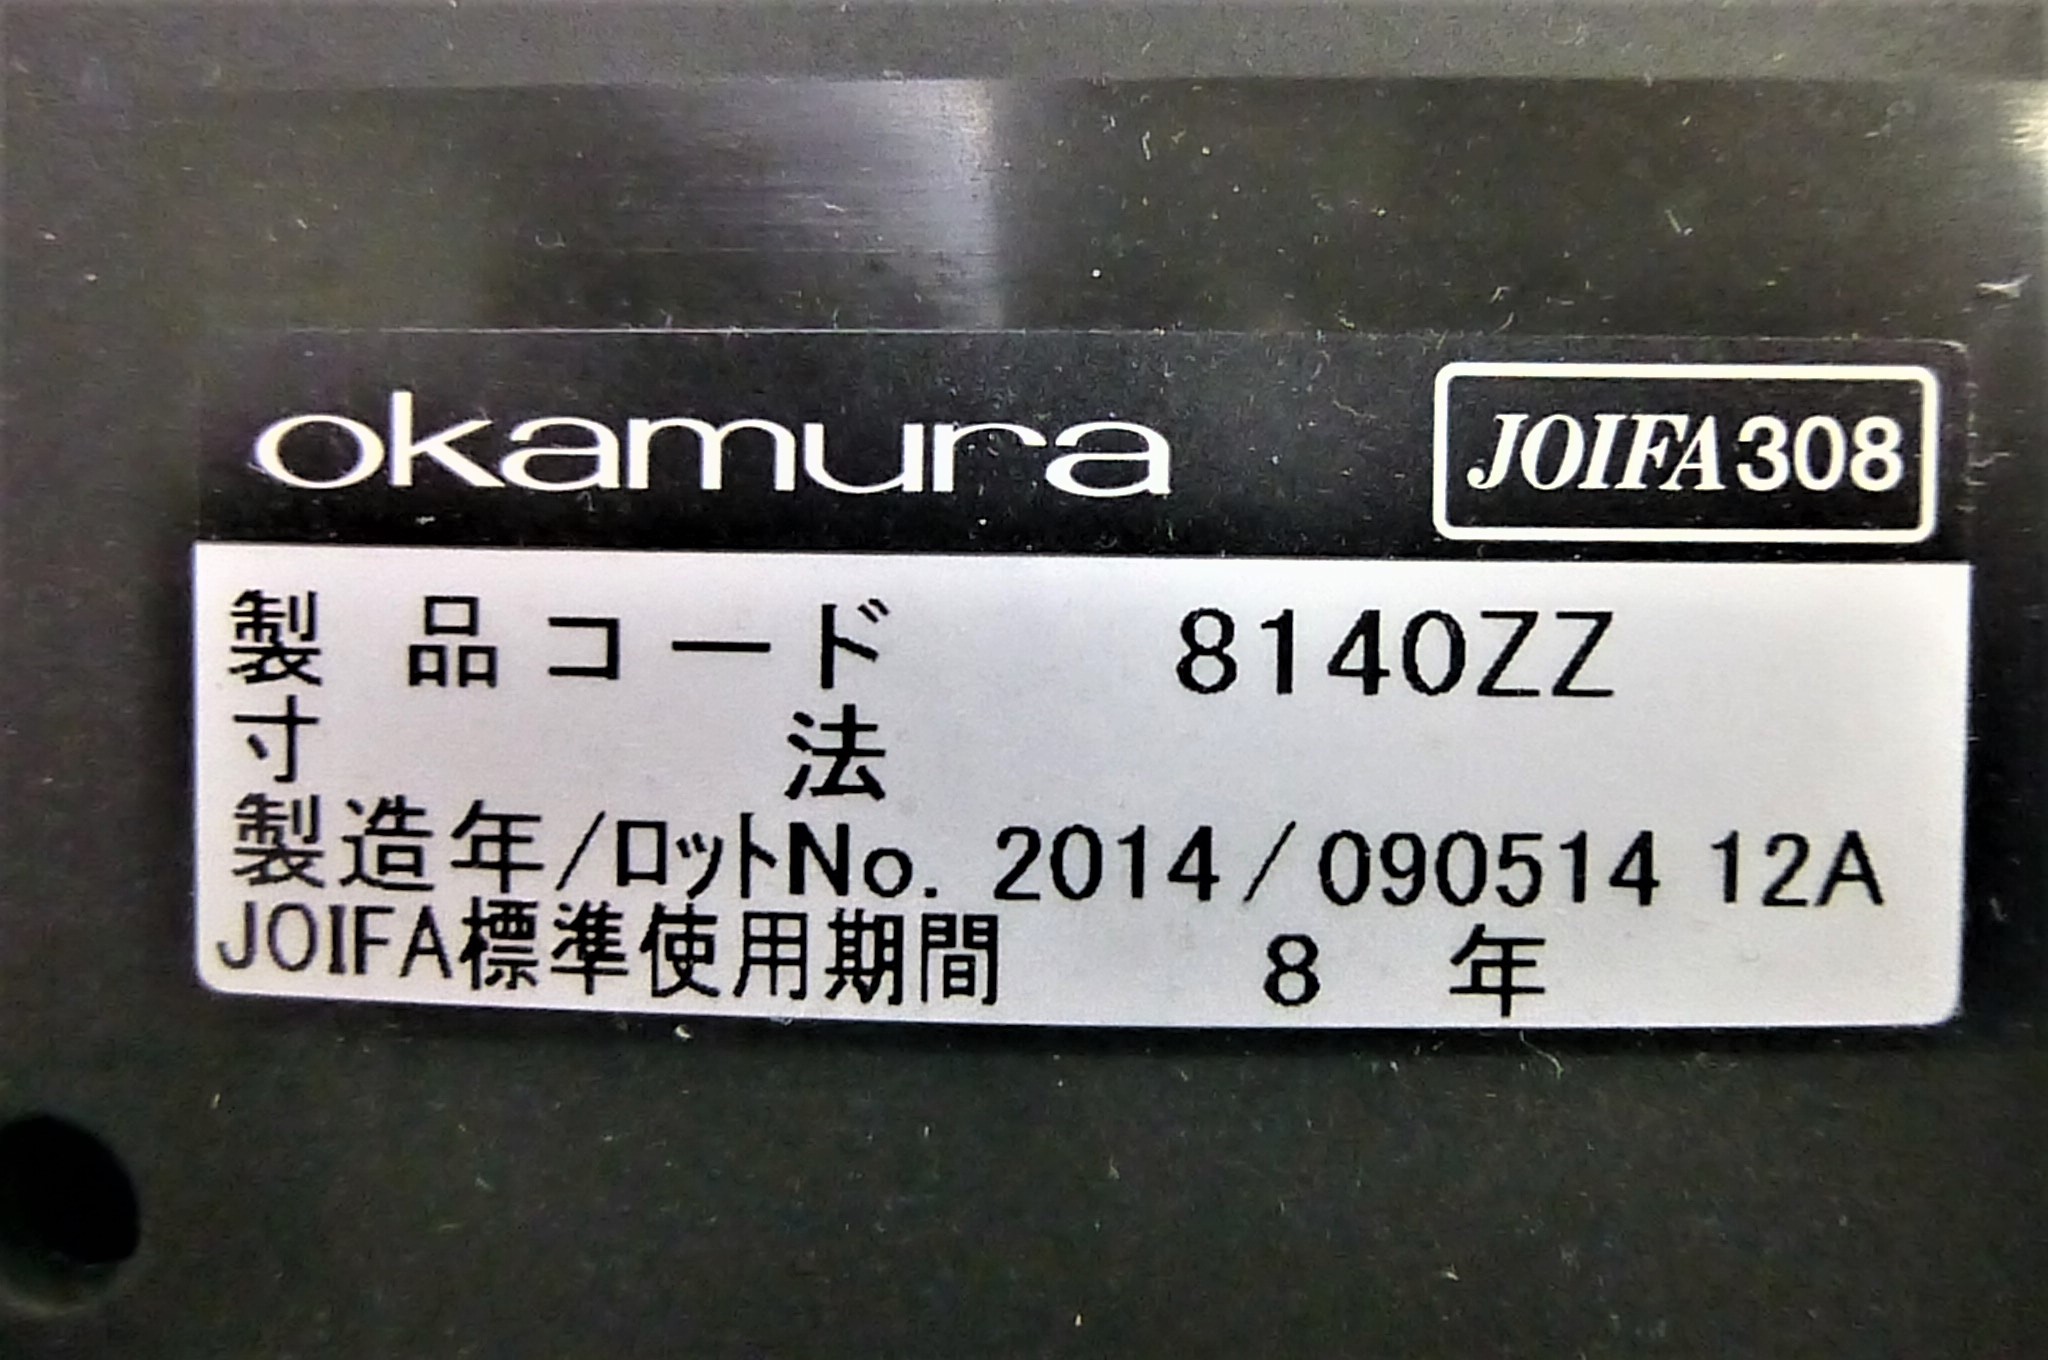 okamura
JOIFA308
製品コード 8140ZZ
寸法
製造年/ロットNo. 2014/090514 12A
JOIFA標準使用期間 8 年